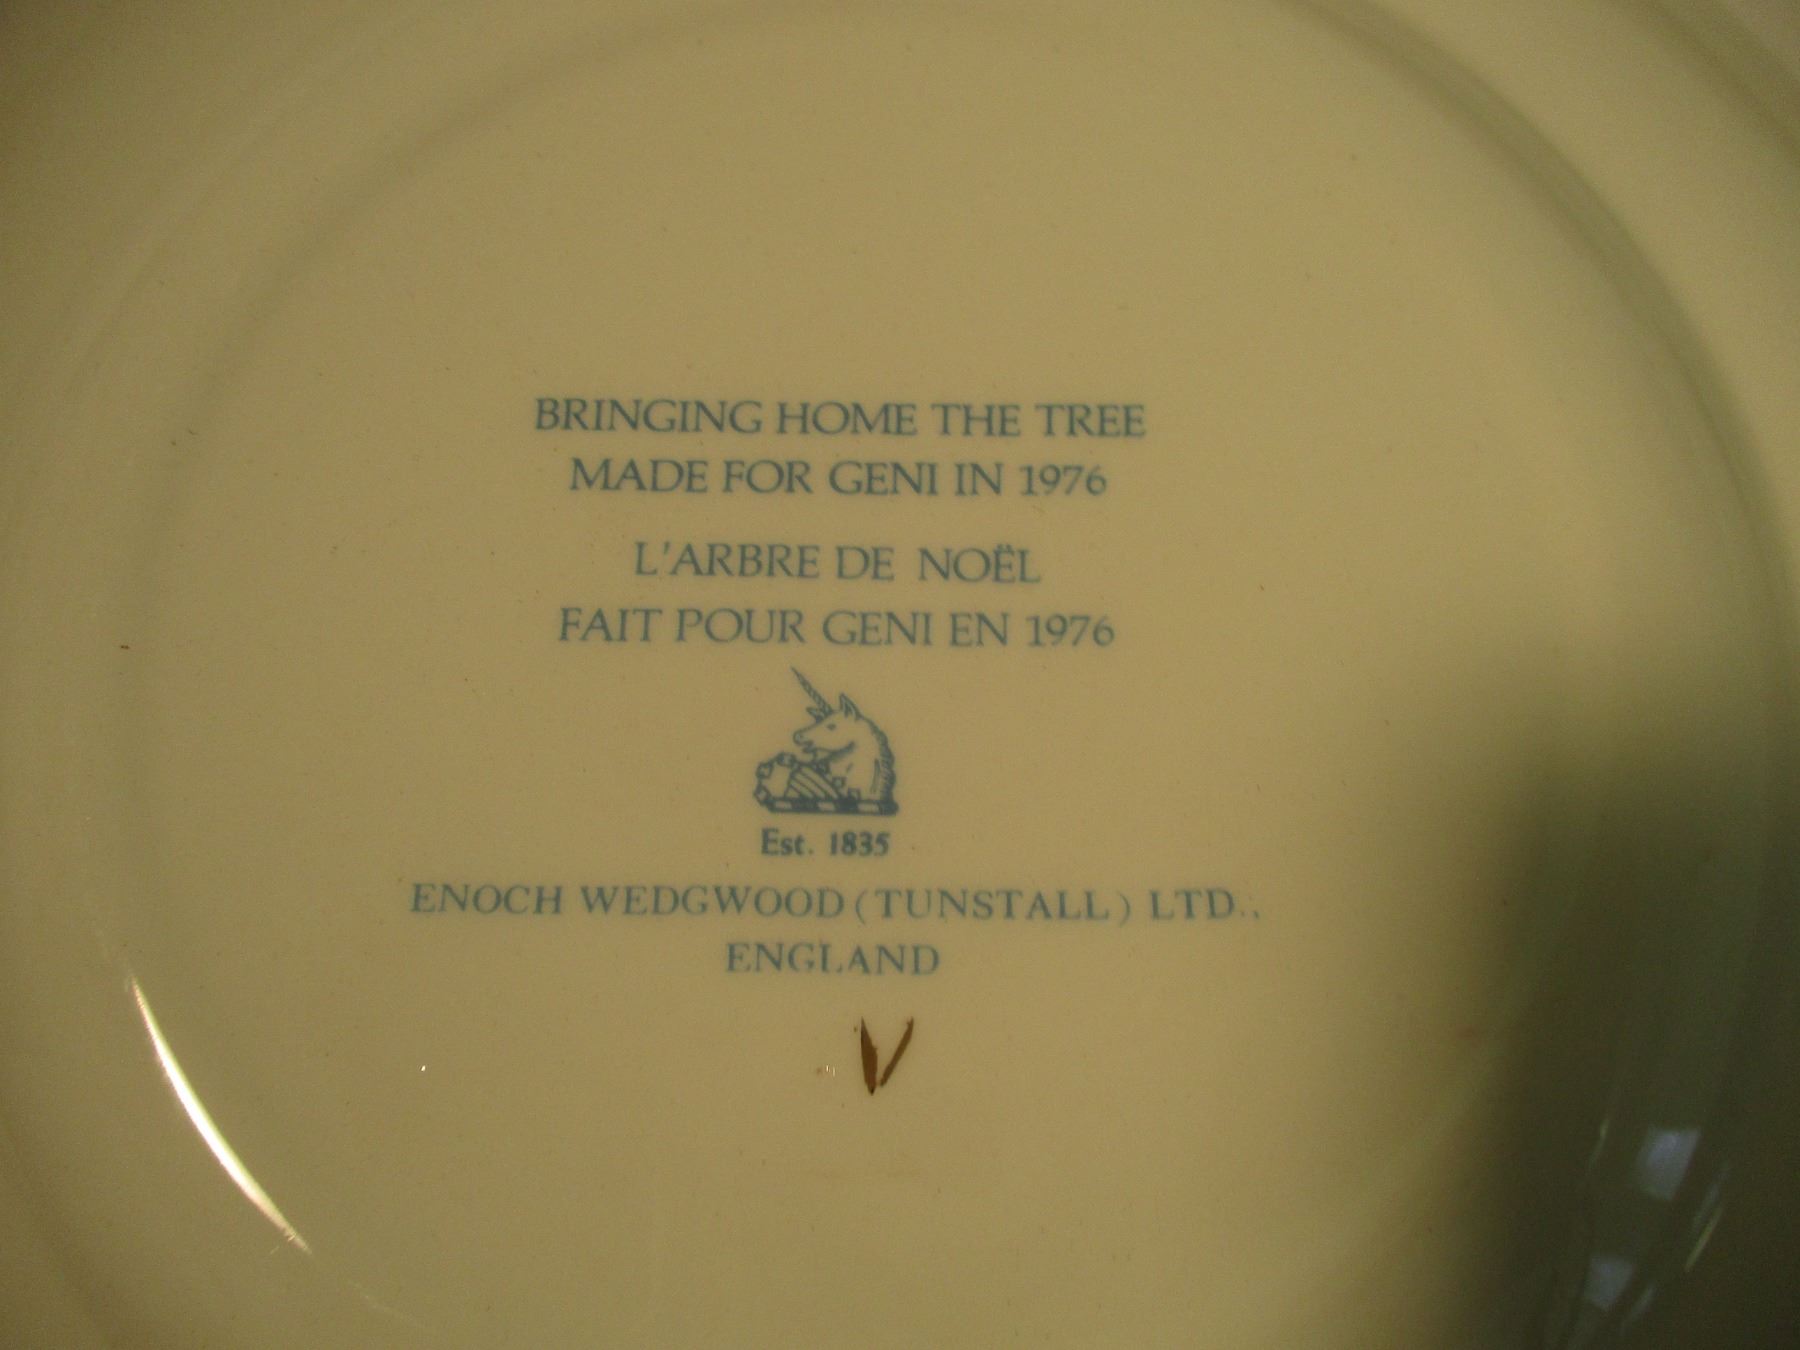 BRINGING HOME THE TREE
MADE FOR GENI IN 1976
L'ARBRE DE NOËL
FAIT POUR GENI EN 1976
Est. 1835
ENOCH WEDGWOOD (TUNSTALL) LTD.,
ENGLAND
V